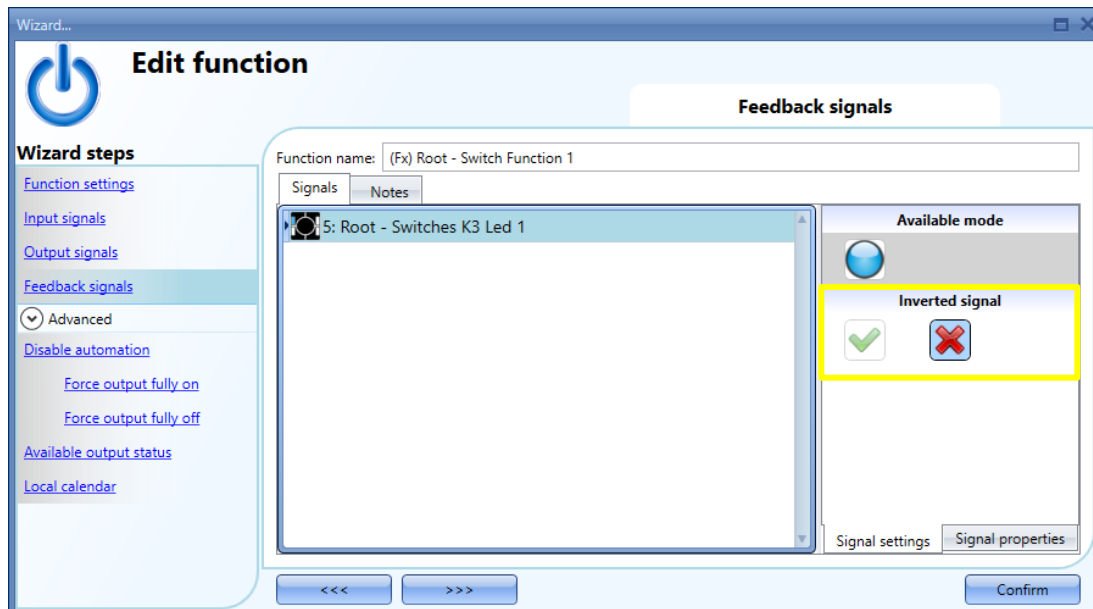 Wizard...
Edit function
Feedback signals
Wizard steps
Function settings
Input signals
Output signals
Feedback signals
Advanced
Disable automation
Force output fully on
Force output fully off
Available output status
Local calendar
Function name: (Fx) Root - Switch Function 1
Signals Notes
5: Root - Switches K3 Led 1
Available mode
Inverted signal
Signal settings Signal properties
<<< >>> Confirm